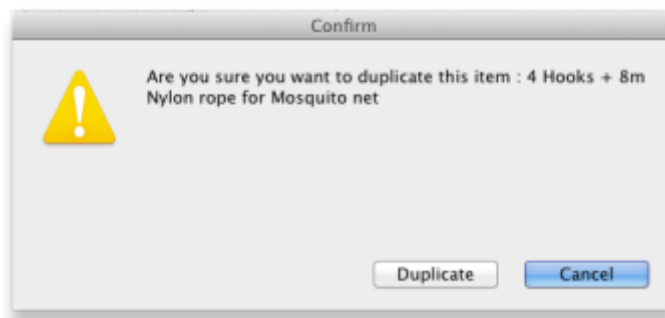 Confirm
Are you sure you want to duplicate this item : 4 Hooks + 8m
Nylon rope for Mosquito net
Duplicate
Cancel